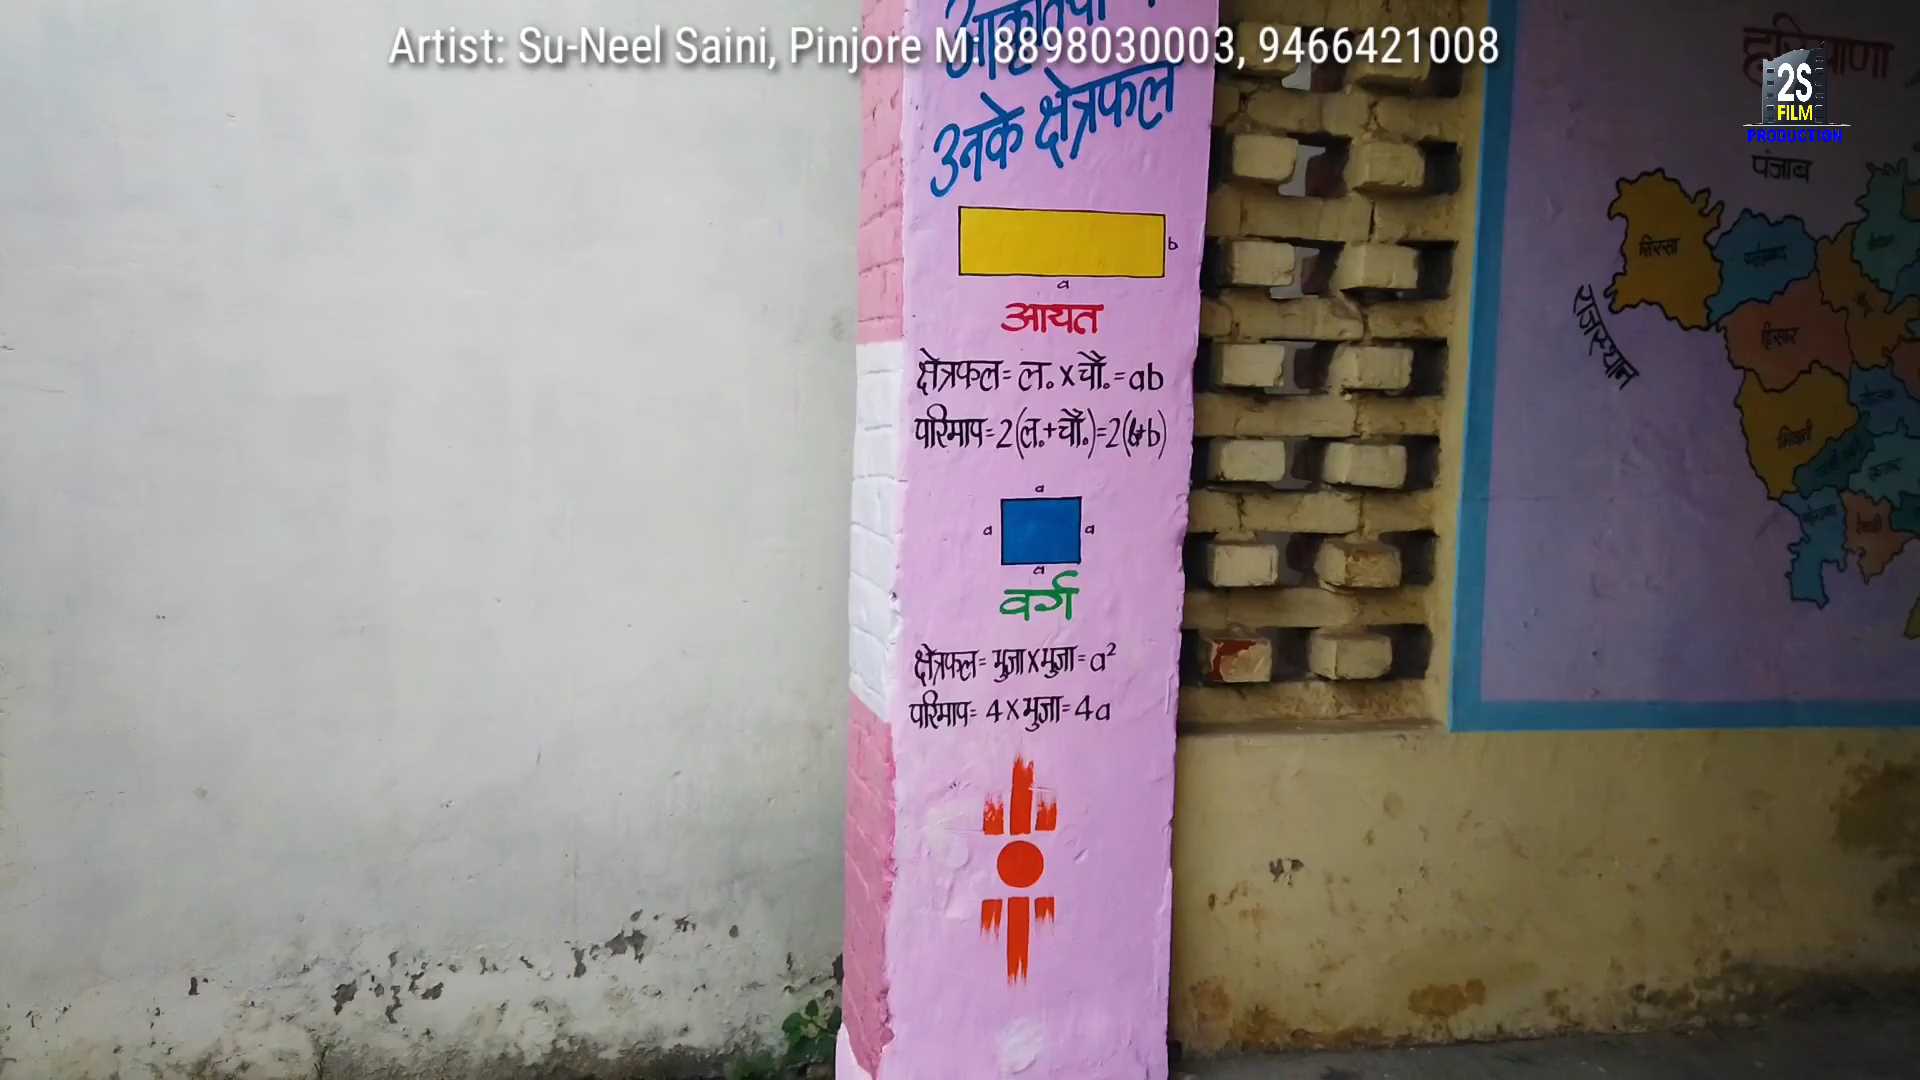 Artist: Su-Neel Saini, Pinjore M: 8898030003, 9466421008
2S
FILM
PRODUCTION
उनके क्षेत्रफल
b
a
आयत
क्षेत्रफल = ल. x चौ. = ab
परिमाप = 2(ल.+चौ.) = 2( +b)
a
a a
a
वर्ग
क्षेत्रफल = भुजा x भुजा = a²
परिमाप = 4 x भुजा = 4a
हरियाणा
पंजाब
सिरसा
हिसार
राजस्थान